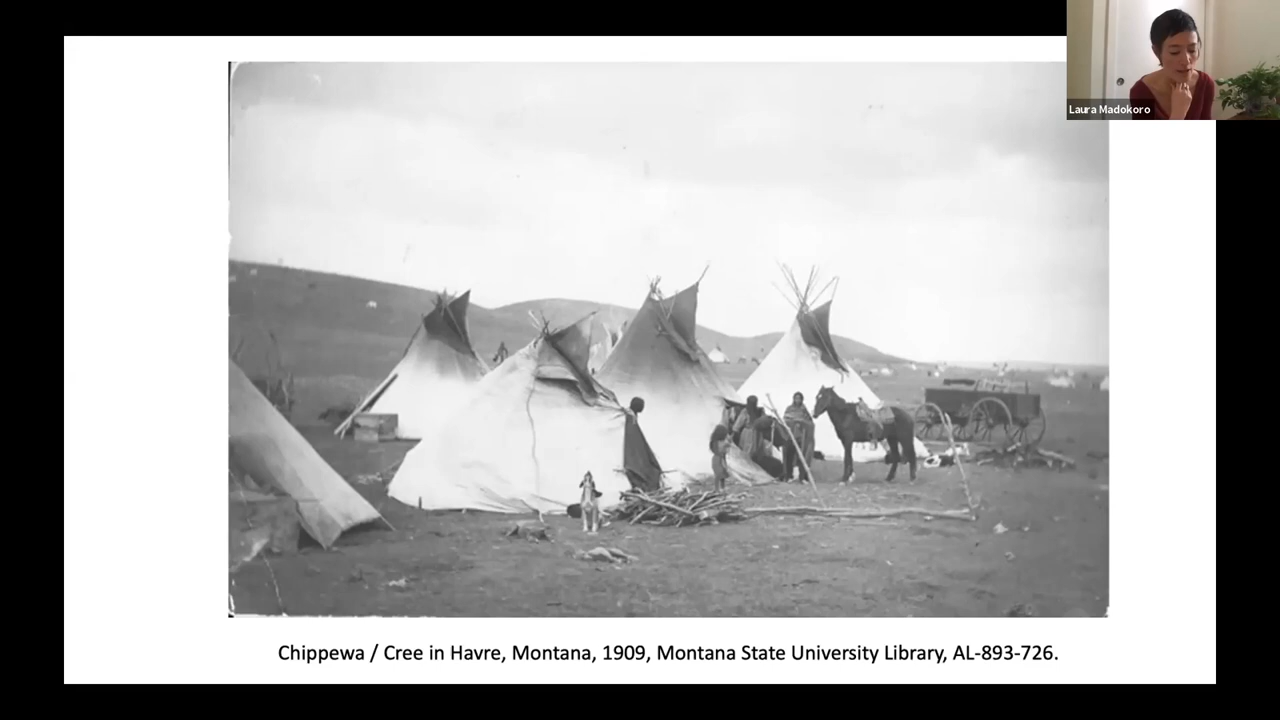 Laura Madokoro
Chippewa / Cree in Havre, Montana, 1909, Montana State University Library, AL-893-726.